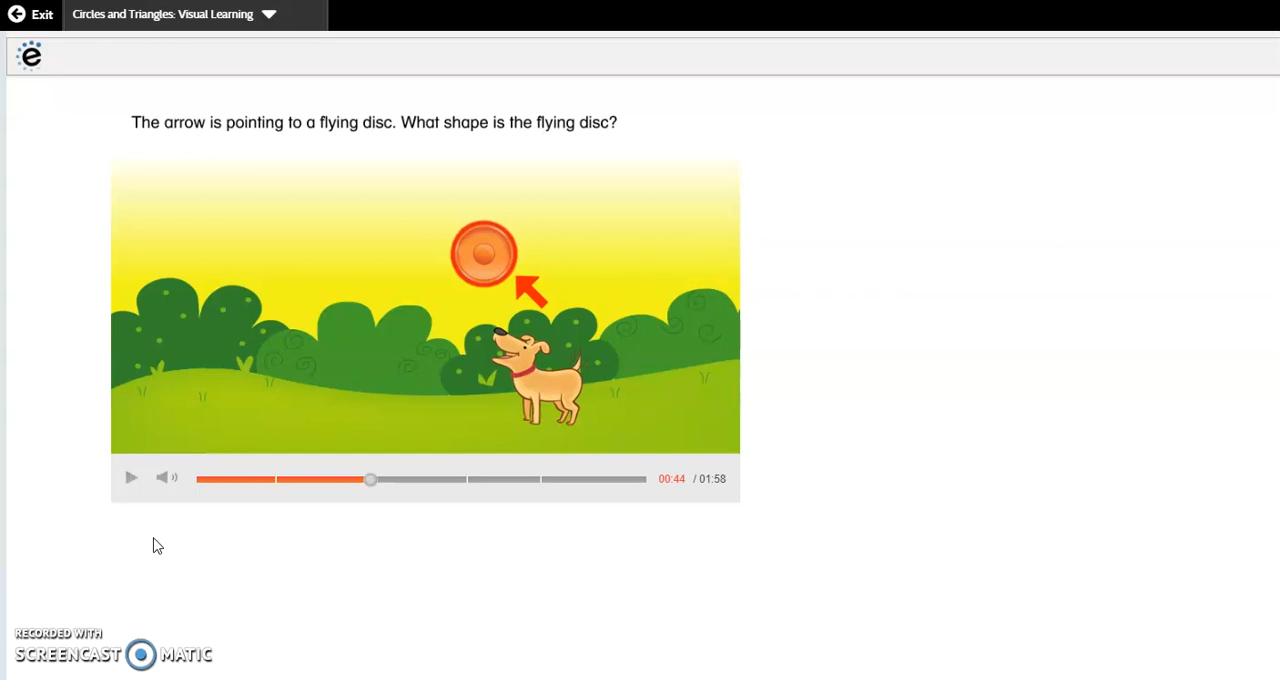 Exit
Circles and Triangles: Visual Learning
e
The arrow is pointing to a flying disc. What shape is the flying disc?
00:44 / 01:58
RECORDED WITH
SCREENCAST MATIC